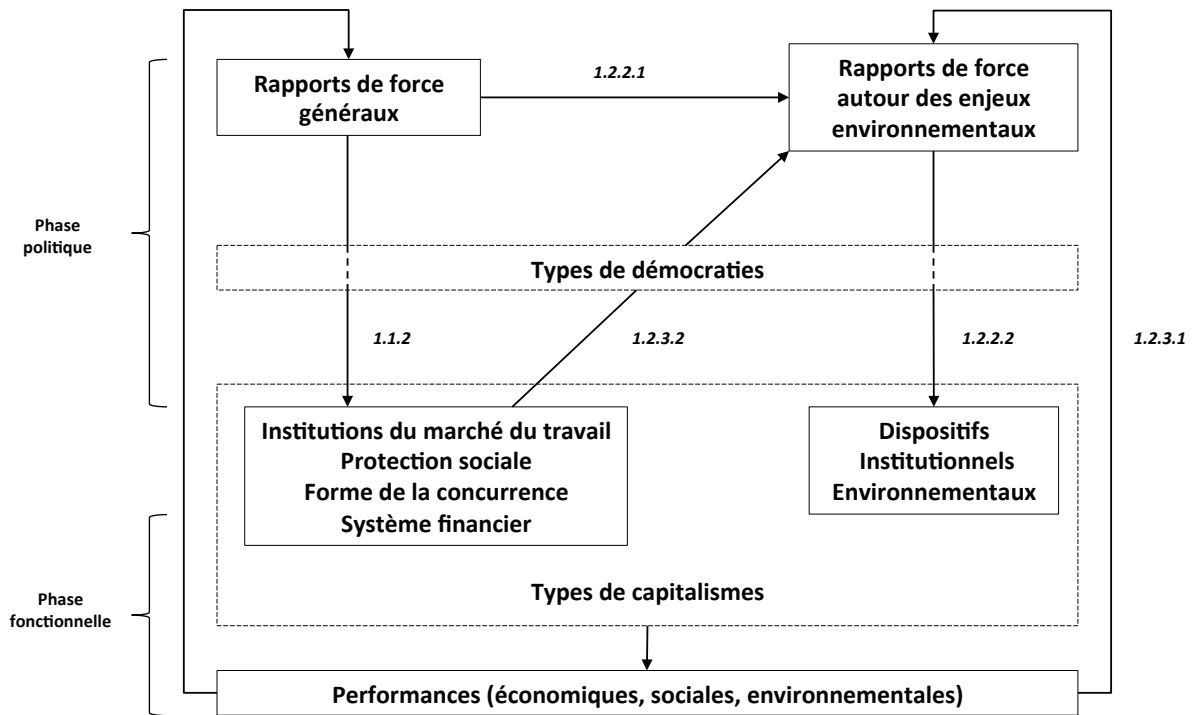 Rapports de force
généraux
1.2.2.1
Rapports de force
autour des enjeux
environnementaux
Phase
politique
Types de démocraties
1.1.2
1.2.3.2
1.2.2.2
1.2.3.1
Institutions du marché du travail
Protection sociale
Forme de la concurrence
Système financier
Dispositifs
Institutionnels
Environnementaux
Phase
fonctionnelle
Types de capitalismes
Performances (économiques, sociales, environnementales)